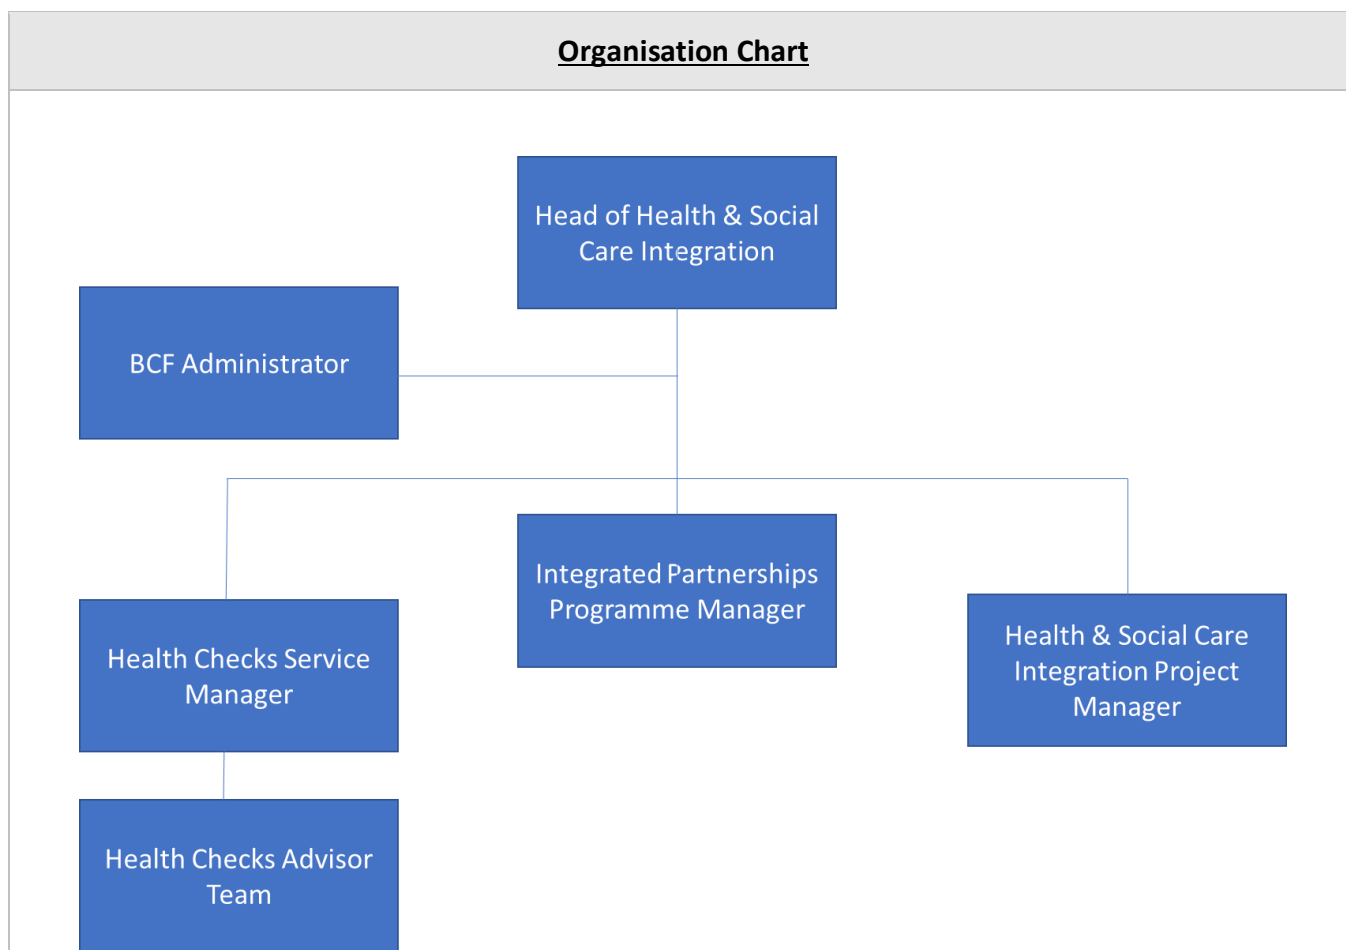 Organisation Chart
Head of Health & Social
Care Integration
BCF Administrator
Integrated Partnerships
Programme Manager
Health Checks Service
Manager
Health & Social Care
Integration Project
Manager
Health Checks Advisor
Team